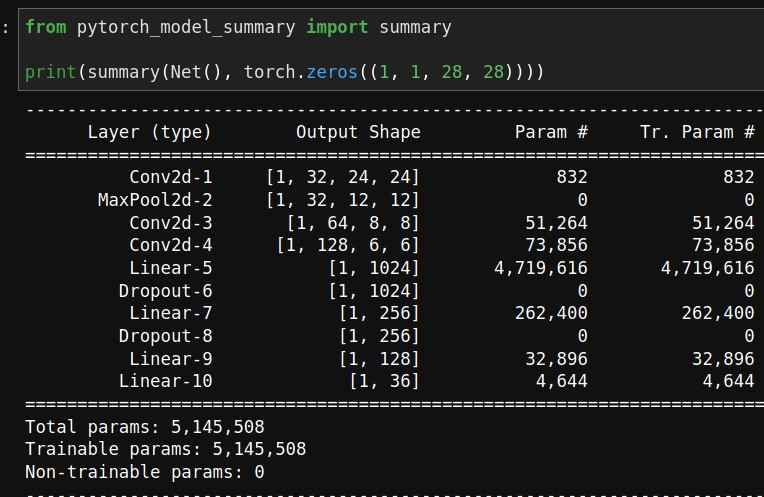 : from pytorch_model_summary import summary
print(summary(Net(), torch.zeros((1, 1, 28, 28))))
--------------------------------------------------------------------------
Layer (type) Output Shape Param # Tr. Param #
==========================================================================
Conv2d-1 [1, 32, 24, 24] 832 832
MaxPool2d-2 [1, 32, 12, 12] 0 0
Conv2d-3 [1, 64, 8, 8] 51,264 51,264
Conv2d-4 [1, 128, 6, 6] 73,856 73,856
Linear-5 [1, 1024] 4,719,616 4,719,616
Dropout-6 [1, 1024] 0 0
Linear-7 [1, 256] 262,400 262,400
Dropout-8 [1, 256] 0 0
Linear-9 [1, 128] 32,896 32,896
Linear-10 [1, 36] 4,644 4,644
==========================================================================
Total params: 5,145,508
Trainable params: 5,145,508
Non-trainable params: 0
--------------------------------------------------------------------------